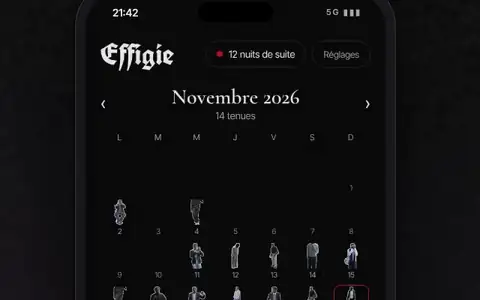 21:42
5G
Effigie
12 nuits de suite
Réglages
‹ Novembre 2026 ›
14 tenues
L M M J V S D
1
2 3 4 5 6 7 8
9 10 11 12 13 14 15